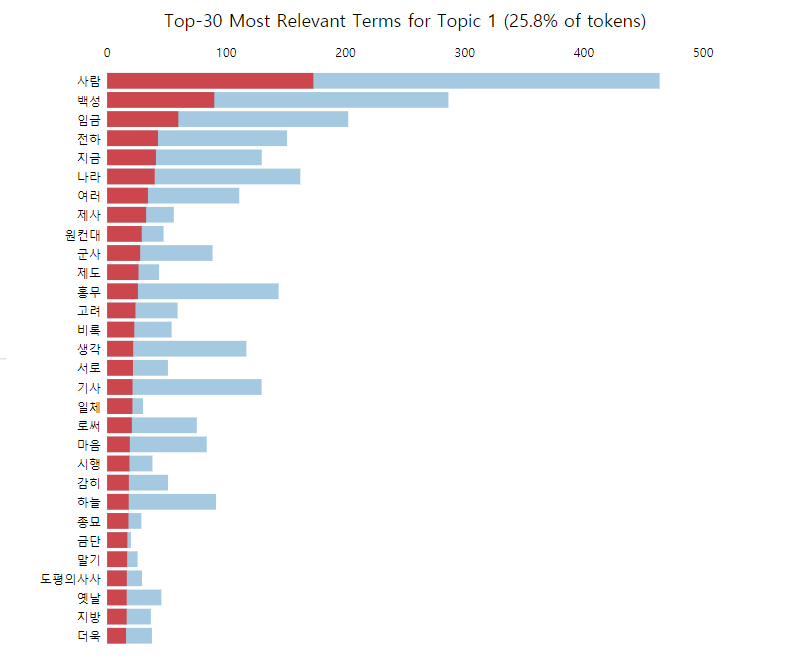 Top-30 Most Relevant Terms for Topic 1 (25.8% of tokens)
0 100 200 300 400 500
사람
백성
임금
전하
지금
나라
여러
제사
원컨대
군사
제도
홍무
고려
비록
생각
서로
기사
일체
로써
마음
시행
감히
하늘
종묘
금단
말기
도평의사사
옛날
지방
더욱